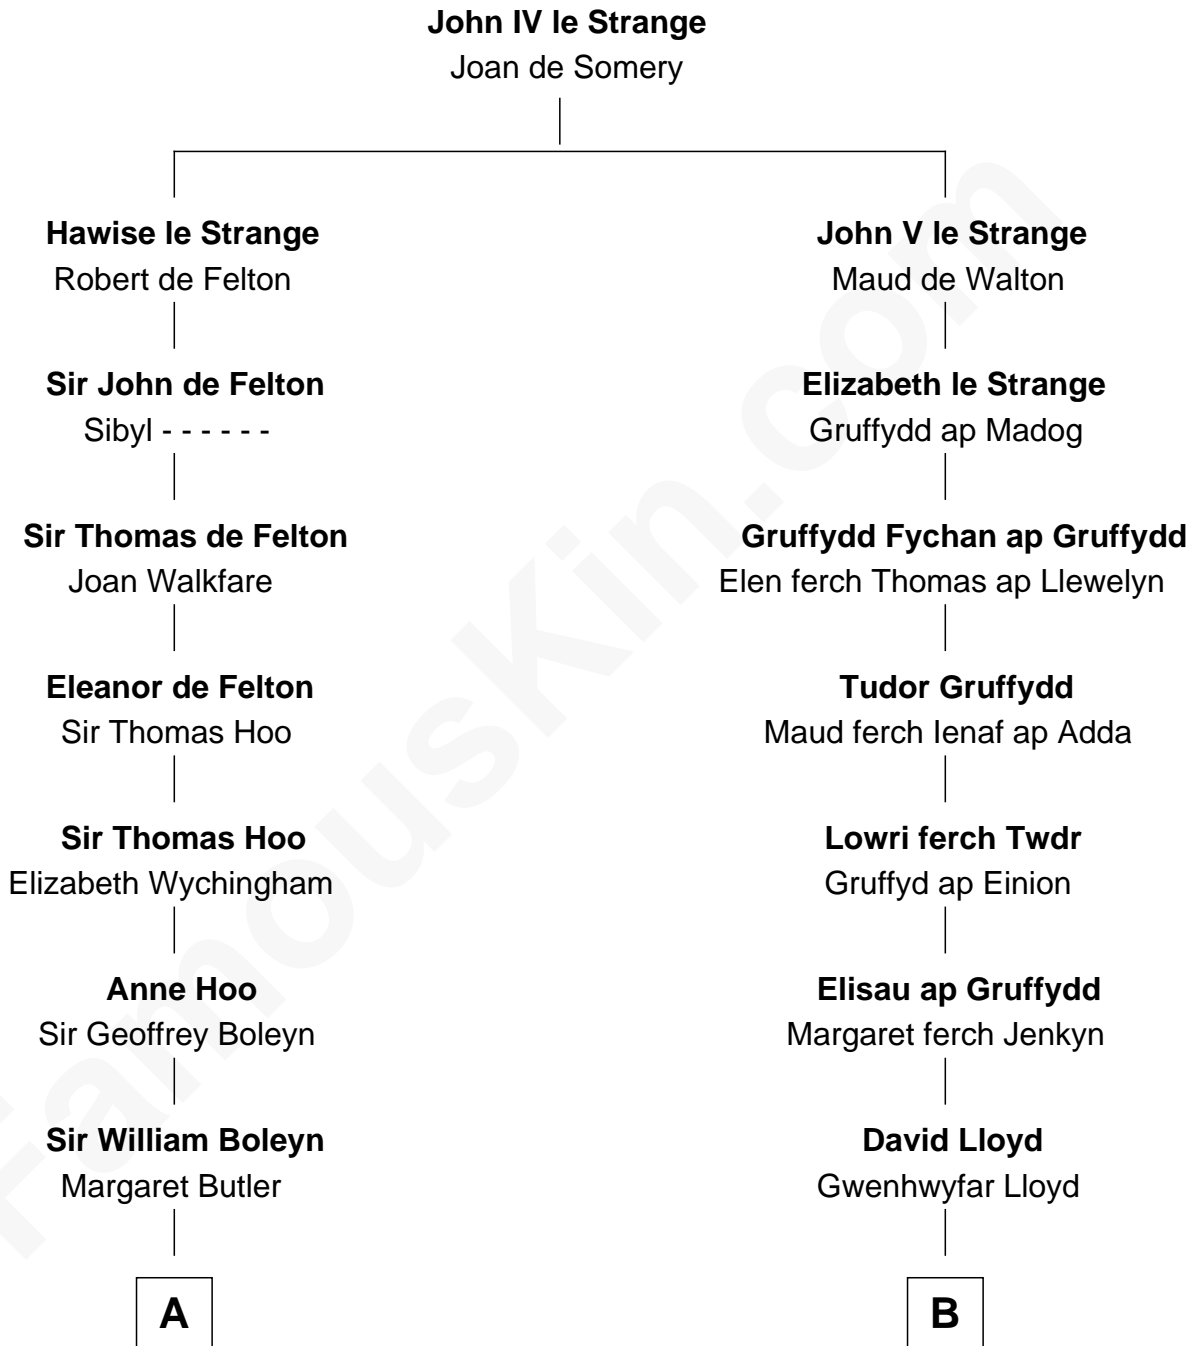 John IV le Strange
Joan de Somery
Hawise le Strange
Robert de Felton
John V le Strange
Maud de Walton
Sir John de Felton
Sibyl - - - - - -
Elizabeth le Strange
Gruffydd ap Madog
Sir Thomas de Felton
Joan Walkfare
Gruffydd Fychan ap Gruffydd
Elen ferch Thomas ap Llewelyn
Eleanor de Felton
Sir Thomas Hoo
Tudor Gruffydd
Maud ferch Ienaf ap Adda
Sir Thomas Hoo
Elizabeth Wychingham
Lowri ferch Twdr
Gruffyd ap Einion
Anne Hoo
Sir Geoffrey Boleyn
Elisau ap Gruffydd
Margaret ferch Jenkyn
Sir William Boleyn
Margaret Butler
David Lloyd
Gwenhwyfar Lloyd
A
B
FamousKin.com